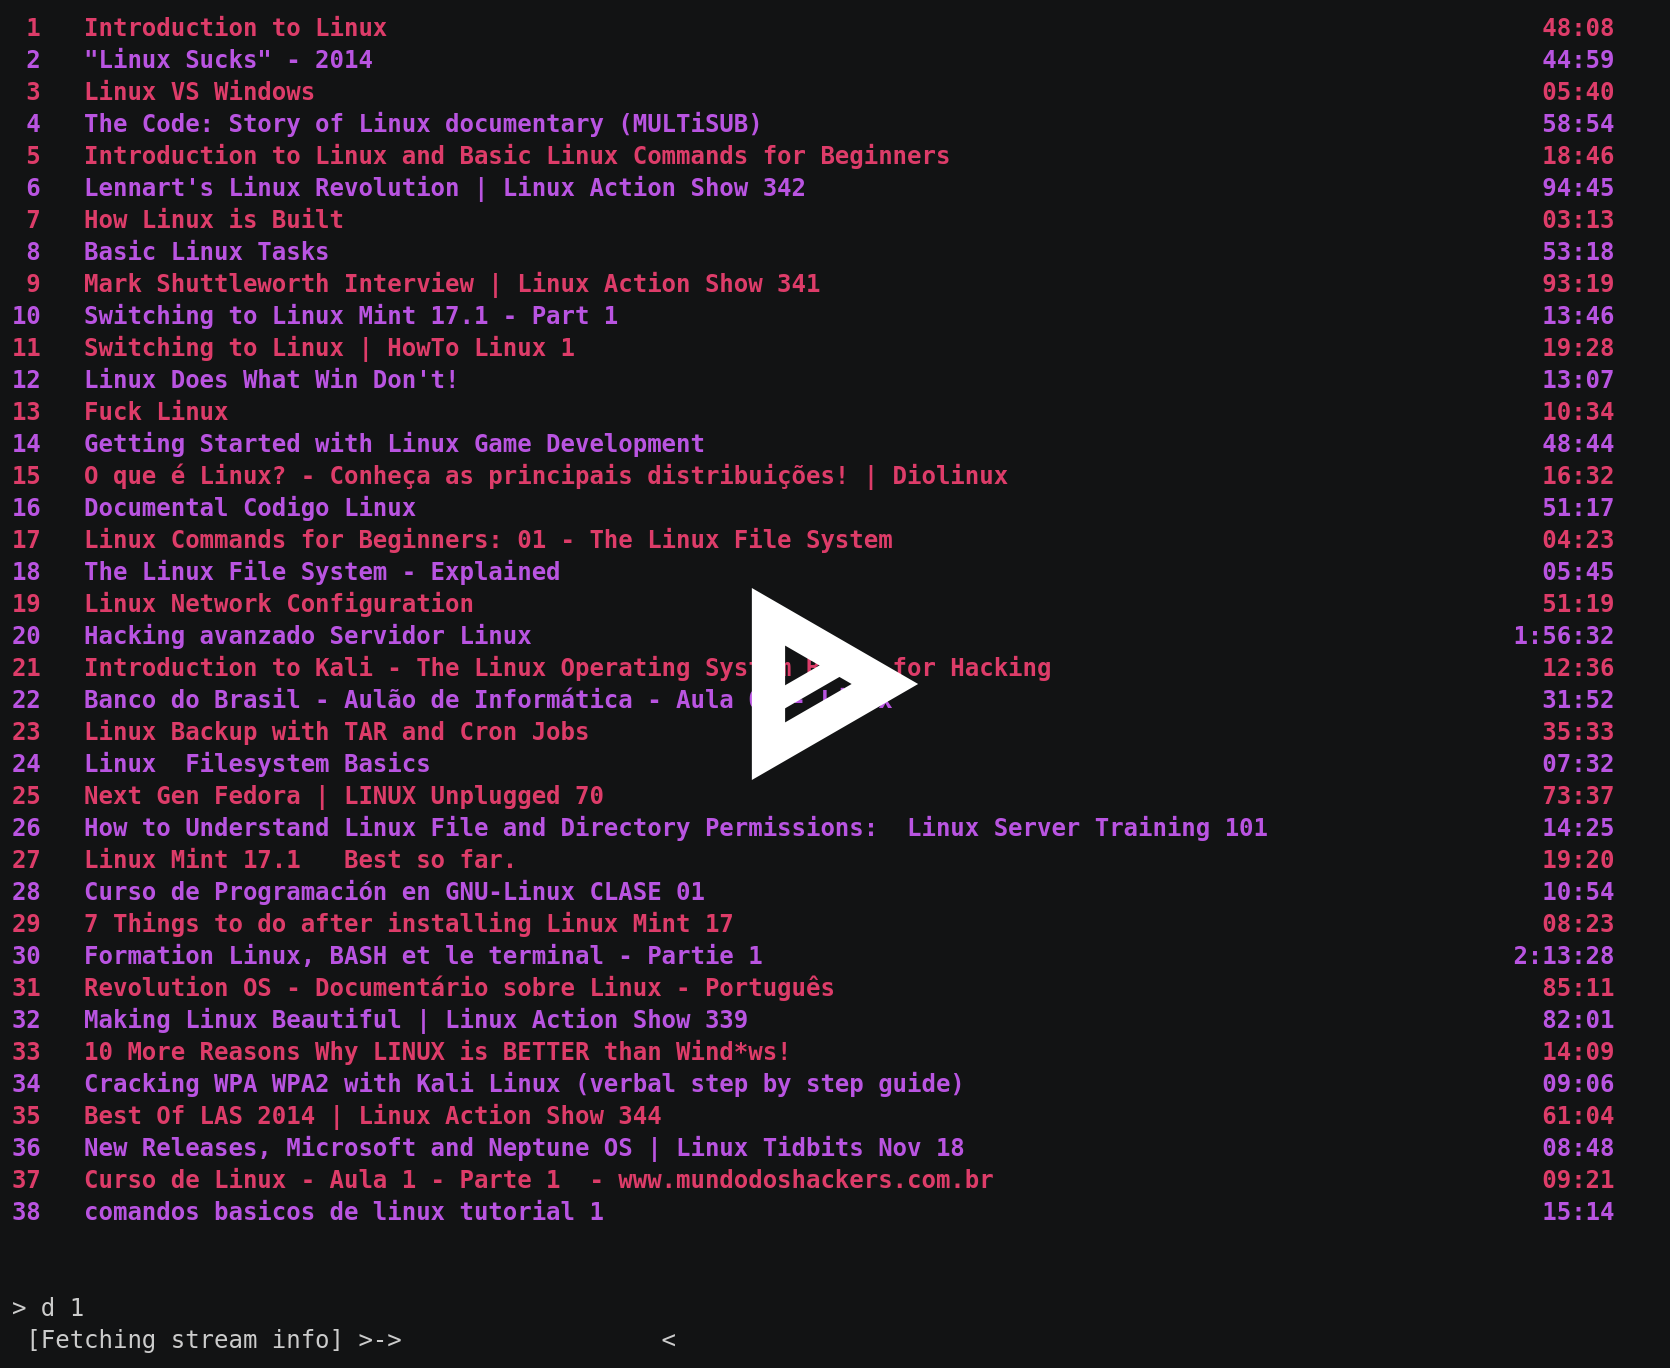 1 Introduction to Linux 48:08
2 "Linux Sucks" - 2014 44:59
3 Linux VS Windows 05:40
4 The Code: Story of Linux documentary (MULTiSUB) 58:54
5 Introduction to Linux and Basic Linux Commands for Beginners 18:46
6 Lennart's Linux Revolution | Linux Action Show 342 94:45
7 How Linux is Built 03:13
8 Basic Linux Tasks 53:18
9 Mark Shuttleworth Interview | Linux Action Show 341 93:19
10 Switching to Linux Mint 17.1 - Part 1 13:46
11 Switching to Linux | HowTo Linux 1 19:28
12 Linux Does What Win Don't! 13:07
13 Fuck Linux 10:34
14 Getting Started with Linux Game Development 48:44
15 O que é Linux? - Conheça as principais distribuições! | Diolinux 16:32
16 Documental Codigo Linux 51:17
17 Linux Commands for Beginners: 01 - The Linux File System 04:23
18 The Linux File System - Explained 05:45
19 Linux Network Configuration 51:19
20 Hacking avanzado Servidor Linux 1:56:32
21 Introduction to Kali - The Linux Operating System for Hacking 12:36
22 Banco do Brasil - Aulão de Informática - Aula 31:52
23 Linux Backup with TAR and Cron Jobs 35:33
24 Linux  Filesystem Basics 07:32
25 Next Gen Fedora | LINUX Unplugged 70 73:37
26 How to Understand Linux File and Directory Permissions:  Linux Server Training 101 14:25
27 Linux Mint 17.1   Best so far. 19:20
28 Curso de Programación en GNU-Linux CLASE 01 10:54
29 7 Things to do after installing Linux Mint 17 08:23
30 Formation Linux, BASH et le terminal - Partie 1 2:13:28
31 Revolution OS - Documentário sobre Linux - Português 85:11
32 Making Linux Beautiful | Linux Action Show 339 82:01
33 10 More Reasons Why LINUX is BETTER than Wind*ws! 14:09
34 Cracking WPA WPA2 with Kali Linux (verbal step by step guide) 09:06
35 Best Of LAS 2014 | Linux Action Show 344 61:04
36 New Releases, Microsoft and Neptune OS | Linux Tidbits Nov 18 08:48
37 Curso de Linux - Aula 1 - Parte 1  - www.mundodoshackers.com.br 09:21
38 comandos basicos de linux tutorial 1 15:14
> d 1
[Fetching stream info] >-> <